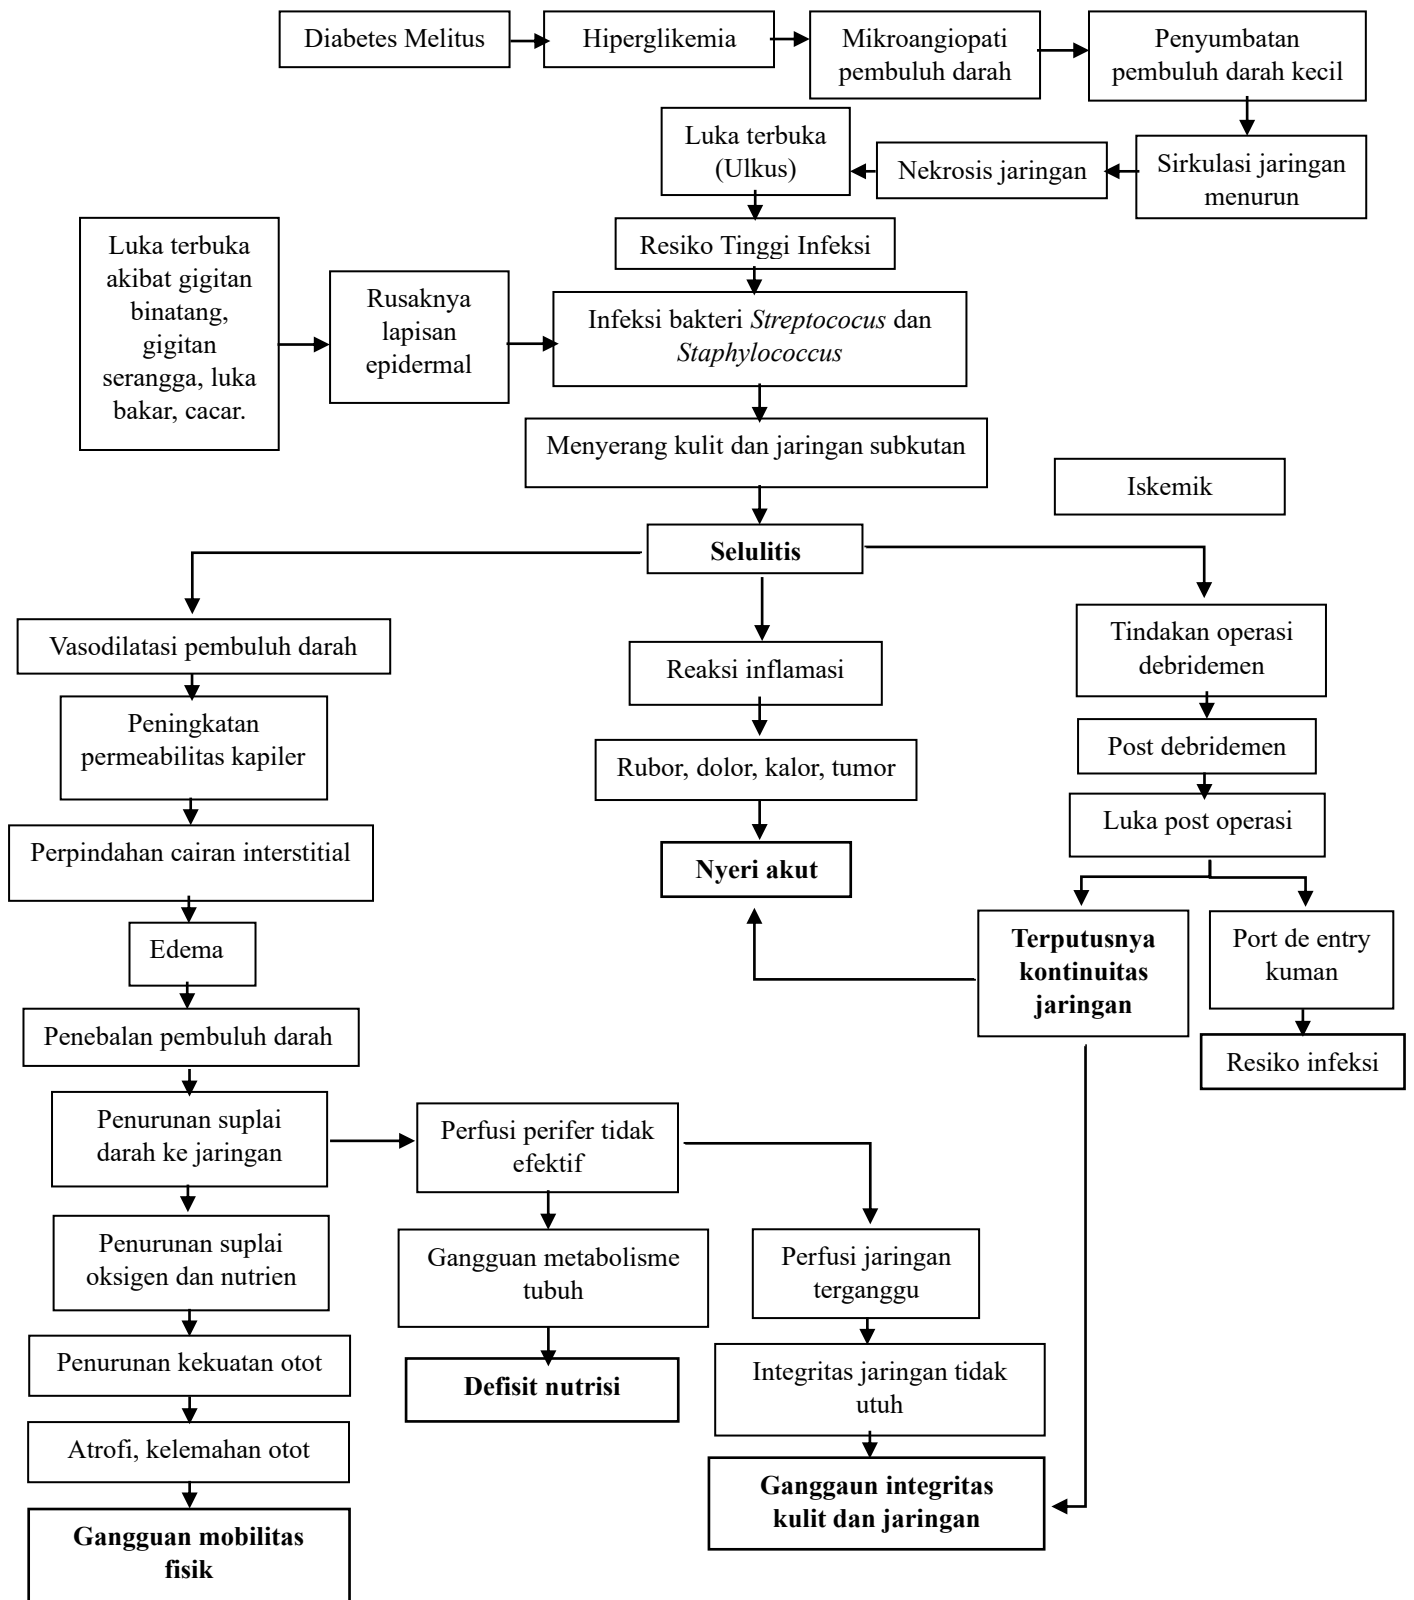 Diabetes Melitus
Hiperglikemia
Mikroangiopati
pembuluh darah
Penyumbatan
pembuluh darah kecil
Luka terbuka
(Ulkus)
Nekrosis jaringan
Sirkulasi jaringan
menurun
Resiko Tinggi Infeksi
Luka terbuka
akibat gigitan
binatang,
gigitan
serangga, luka
bakar, cacar.
Rusaknya
lapisan
epidermal
Infeksi bakteri Streptococus dan
Staphylococcus
Menyerang kulit dan jaringan subkutan
Iskemik
Selulitis
Vasodilatasi pembuluh darah
Reaksi inflamasi
Tindakan operasi
debridemen
Peningkatan
permeabilitas kapiler
Rubor, dolor, kalor, tumor
Post debridemen
Luka post operasi
Perpindahan cairan interstitial
Nyeri akut
Edema
Terputusnya
kontinuitas
jaringan
Port de entry
kuman
Penebalan pembuluh darah
Resiko infeksi
Penurunan suplai
darah ke jaringan
Perfusi perifer tidak
efektif
Penurunan suplai
oksigen dan nutrien
Gangguan metabolisme
tubuh
Perfusi jaringan
terganggu
Penurunan kekuatan otot
Defisit nutrisi
Integritas jaringan tidak
utuh
Atrofi, kelemahan otot
Ganggaun integritas
kulit dan jaringan
Gangguan mobilitas
fisik